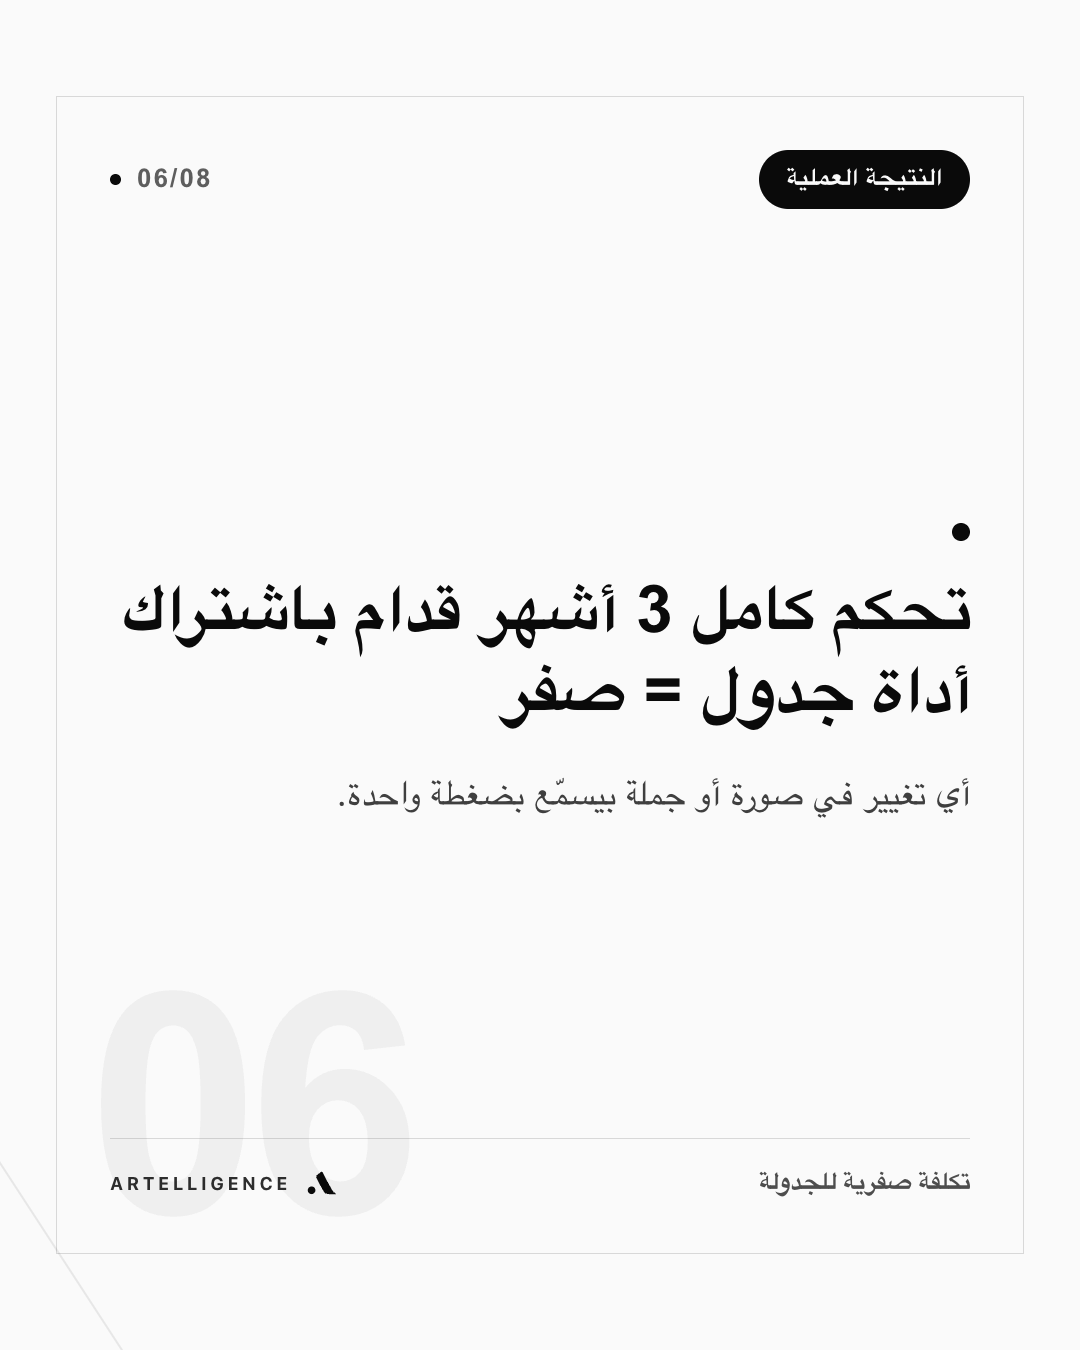 النتيجة العملية
06/08
تحكم كامل 3 أشهر قدام باشتراك
أداة جدول = صفر
أي تغيير في صورة أو جملة بيسمّع بضغطة واحدة.
06
تكلفة صفرية للجدولة
ARTELLIGENCE